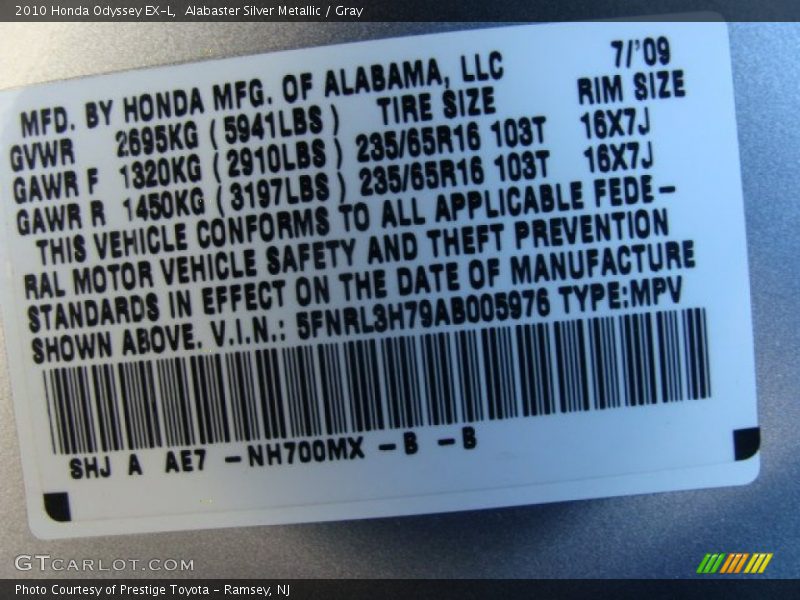 2010 Honda Odyssey EX-L, Alabaster Silver Metallic / Gray
MFD. BY HONDA MFG. OF ALABAMA, LLC 7/'09
GVWR 2695KG (5941LBS) TIRE SIZE RIM SIZE
GAWR F 1320KG (2910LBS) 235/65R16 103T 16X7J
GAWR R 1450KG (3197LBS) 235/65R16 103T 16X7J
THIS VEHICLE CONFORMS TO ALL APPLICABLE FEDE-
RAL MOTOR VEHICLE SAFETY AND THEFT PREVENTION
STANDARDS IN EFFECT ON THE DATE OF MANUFACTURE
SHOWN ABOVE. V.I.N.: 5FNRL3H79AB005976 TYPE:MPV
SHJ A AE7 -NH700MX -B -B
GTCARLOT.COM
Photo Courtesy of Prestige Toyota - Ramsey, NJ